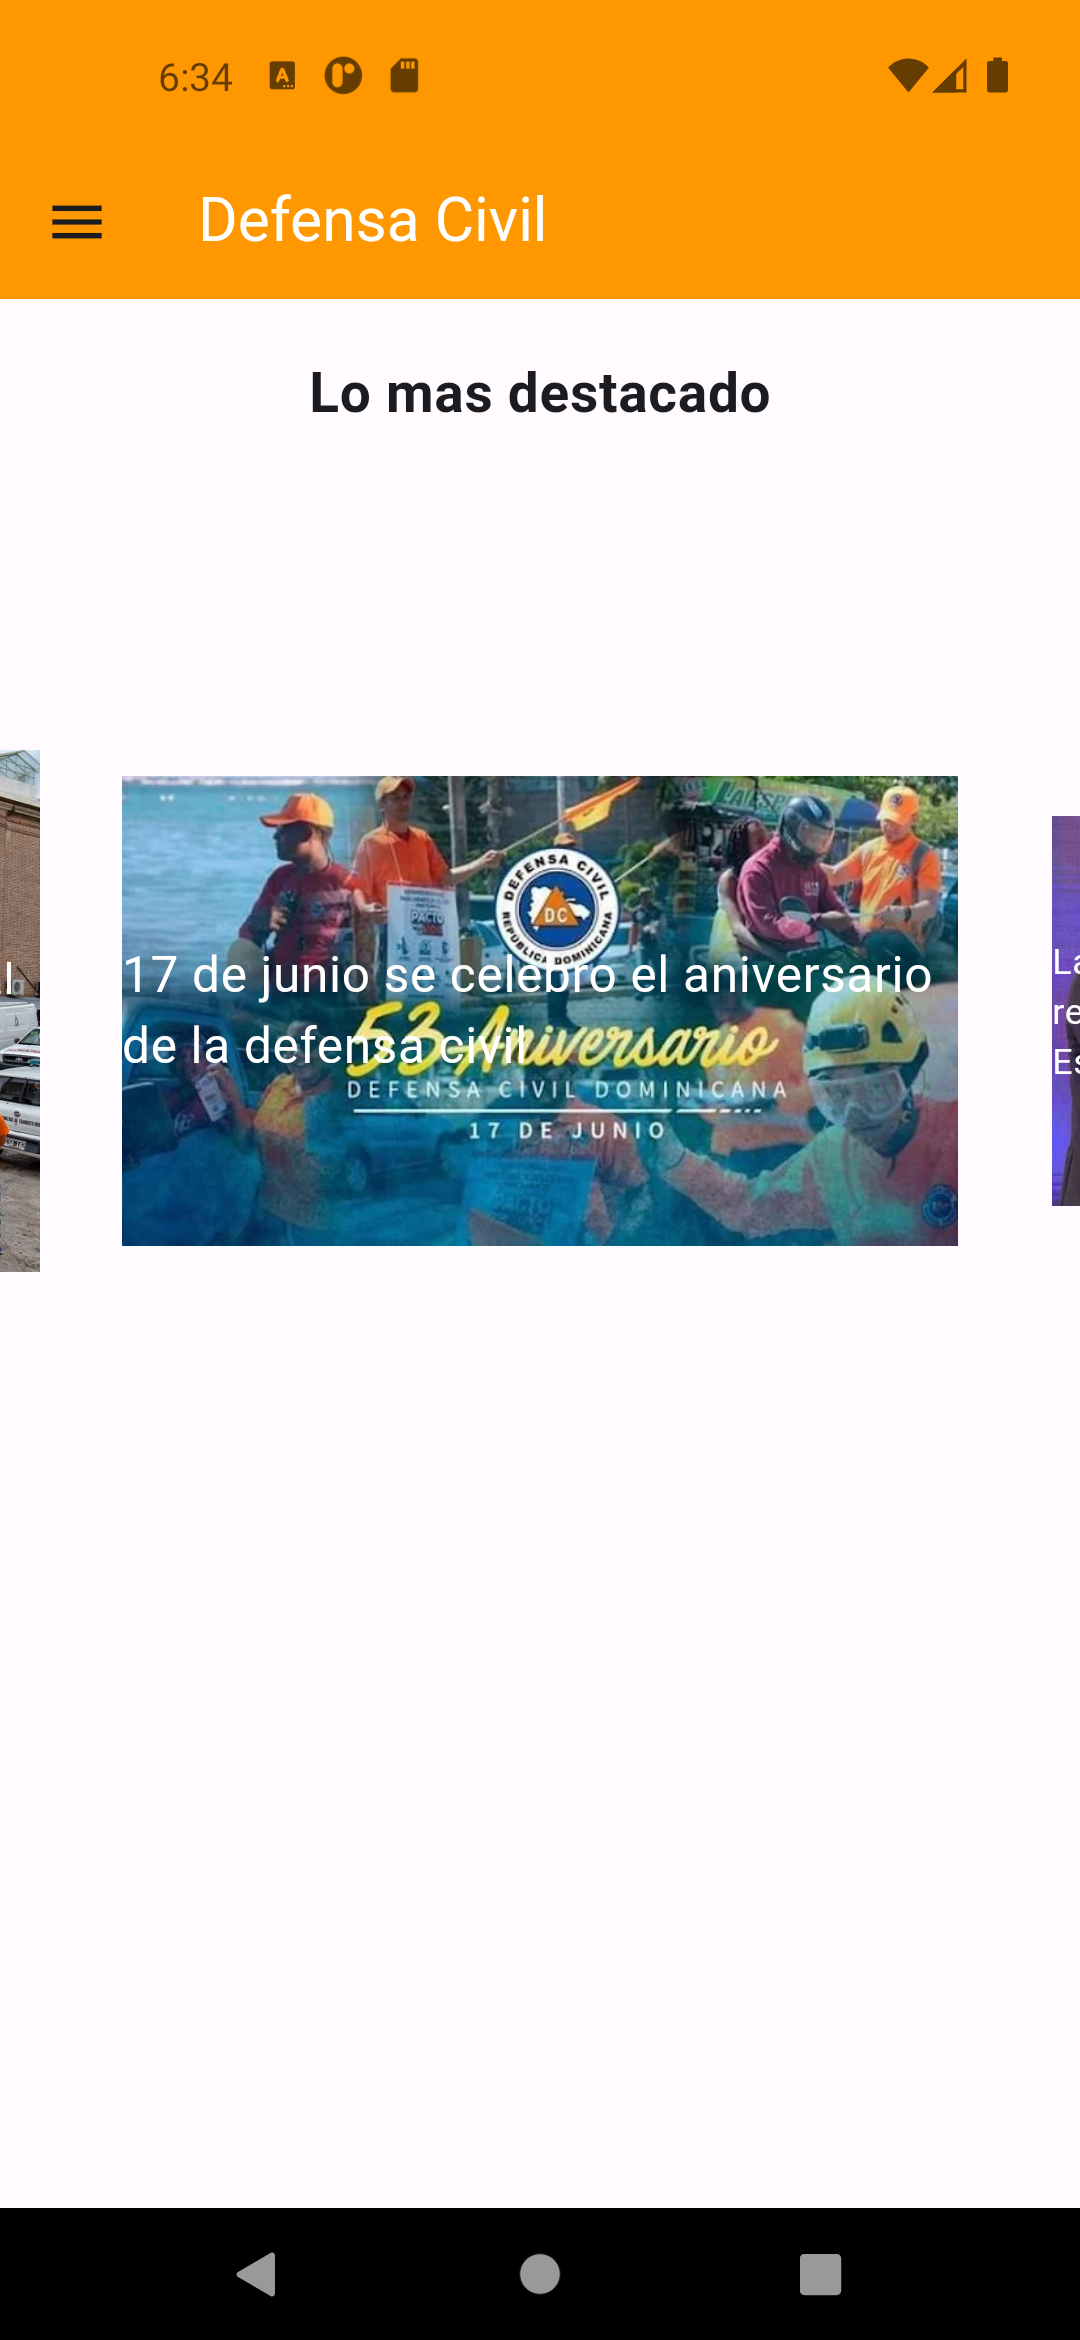 6:34
Defensa Civil
Lo mas destacado
DEFENSA CIVIL
DC
REPÚBLICA DOMINICANA
PACTO
17 de junio se celebro el aniversario
de la defensa civil
53 Aniversario
DEFENSA CIVIL DOMINICANA
17 DE JUNIO
l
La
re
Es